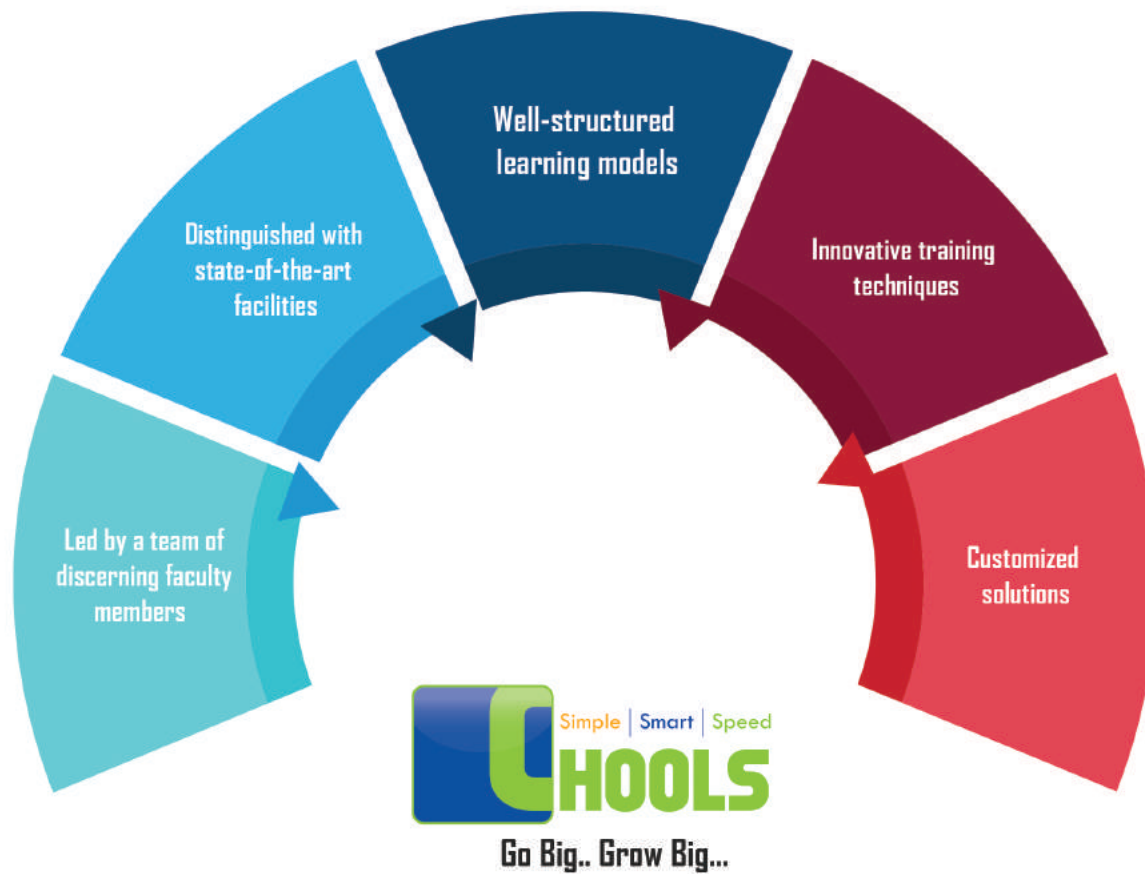 Well-structured
learning models
Distinguished with
state-of-the-art
facilities
Innovative training
techniques
Led by a team of
discerning faculty
members
Customized
solutions
Simple | Smart | Speed
CHOOLS
Go Big.. Grow Big...